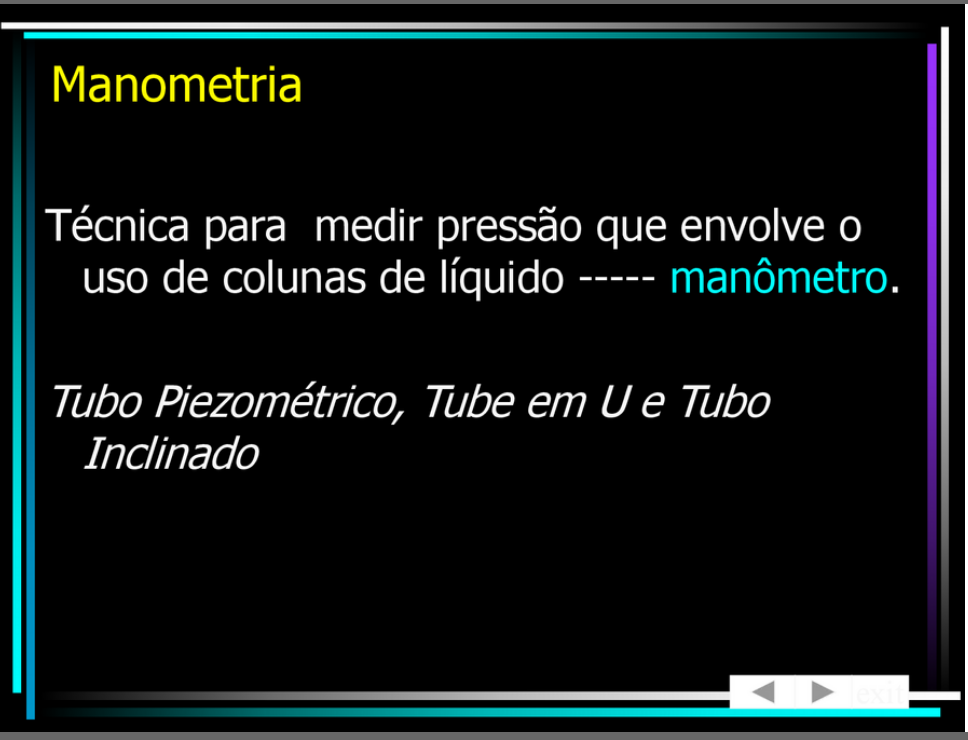 Manometria
Técnica para  medir pressão que envolve o
uso de colunas de líquido ----- manômetro.
Tubo Piezométrico, Tube em U e Tubo
Inclinado
exit